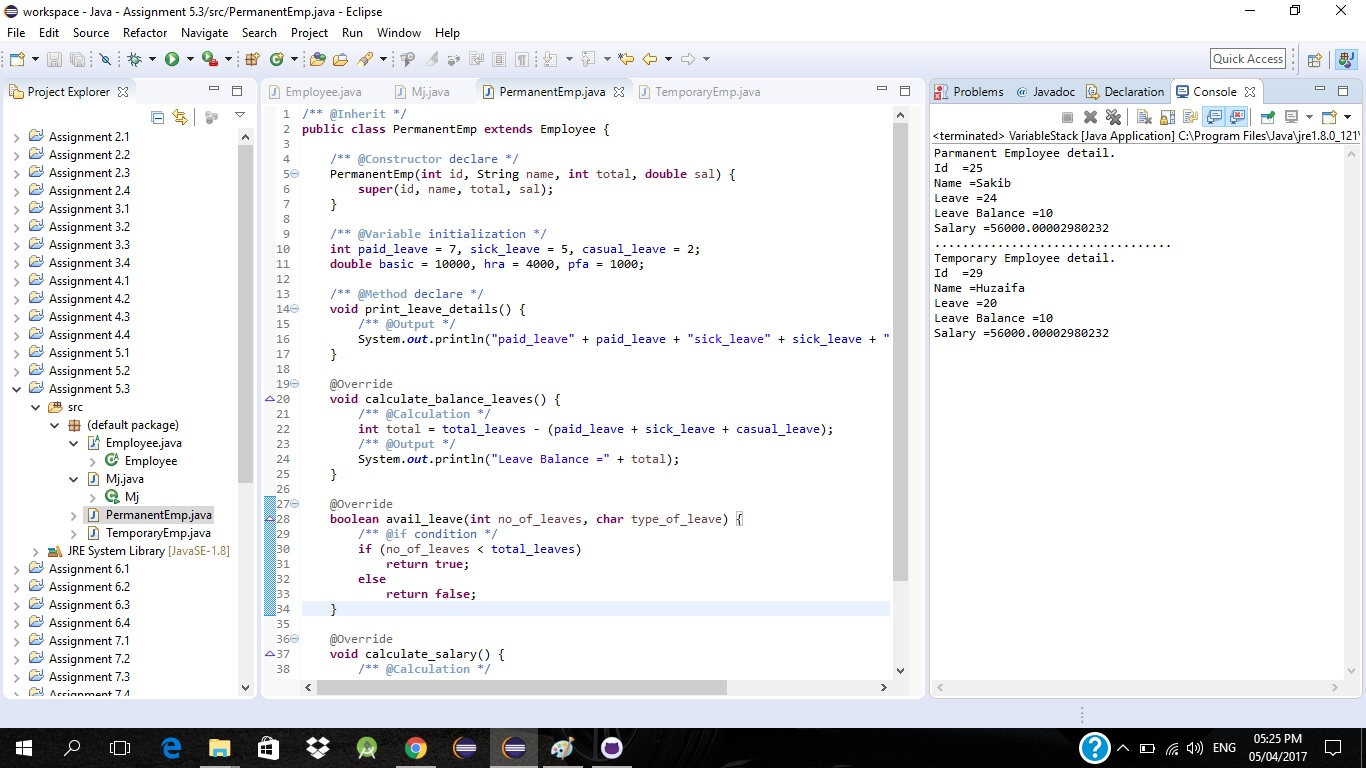 workspace - Java - Assignment 5.3/src/PermanentEmp.java - Eclipse
File Edit Source Refactor Navigate Search Project Run Window Help
Quick Access
Project Explorer
Assignment 2.1
Assignment 2.2
Assignment 2.3
Assignment 2.4
Assignment 3.1
Assignment 3.2
Assignment 3.3
Assignment 3.4
Assignment 4.1
Assignment 4.2
Assignment 4.3
Assignment 4.4
Assignment 5.1
Assignment 5.2
Assignment 5.3
src
(default package)
Employee.java
Employee
Mj.java
Mj
PermanentEmp.java
TemporaryEmp.java
JRE System Library [JavaSE-1.8]
Assignment 6.1
Assignment 6.2
Assignment 6.3
Assignment 6.4
Assignment 7.1
Assignment 7.2
Assignment 7.3
Assignment 7.4
Employee.java Mj.java PermanentEmp.java TemporaryEmp.java
1 /** @Inherit */
2 public class PermanentEmp extends Employee {
3
4 /** @Constructor declare */
5 PermanentEmp(int id, String name, int total, double sal) {
6 super(id, name, total, sal);
7 }
8
9 /** @Variable initialization */
10 int paid_leave = 7, sick_leave = 5, casual_leave = 2;
11 double basic = 10000, hra = 4000, pfa = 1000;
12
13 /** @Method declare */
14 void print_leave_details() {
15 /** @Output */
16 System.out.println("paid_leave" + paid_leave + "sick_leave" + sick_leave + "
17 }
18
19 @Override
20 void calculate_balance_leaves() {
21 /** @Calculation */
22 int total = total_leaves - (paid_leave + sick_leave + casual_leave);
23 /** @Output */
24 System.out.println("Leave Balance =" + total);
25 }
26
27 @Override
28 boolean avail_leave(int no_of_leaves, char type_of_leave) {
29 /** @if condition */
30 if (no_of_leaves < total_leaves)
31 return true;
32 else
33 return false;
34 }
35
36 @Override
37 void calculate_salary() {
38 /** @Calculation */
Problems @ Javadoc Declaration Console
<terminated> VariableStack [Java Application] C:\Program Files\Java\jre1.8.0_121\
Parmanent Employee detail.
Id  =25
Name =Sakib
Leave =24
Leave Balance =10
Salary =56000.00002980232
..................................
Temporary Employee detail.
Id  =29
Name =Huzaifa
Leave =20
Leave Balance =10
Salary =56000.00002980232
ENG
05:25 PM
05/04/2017